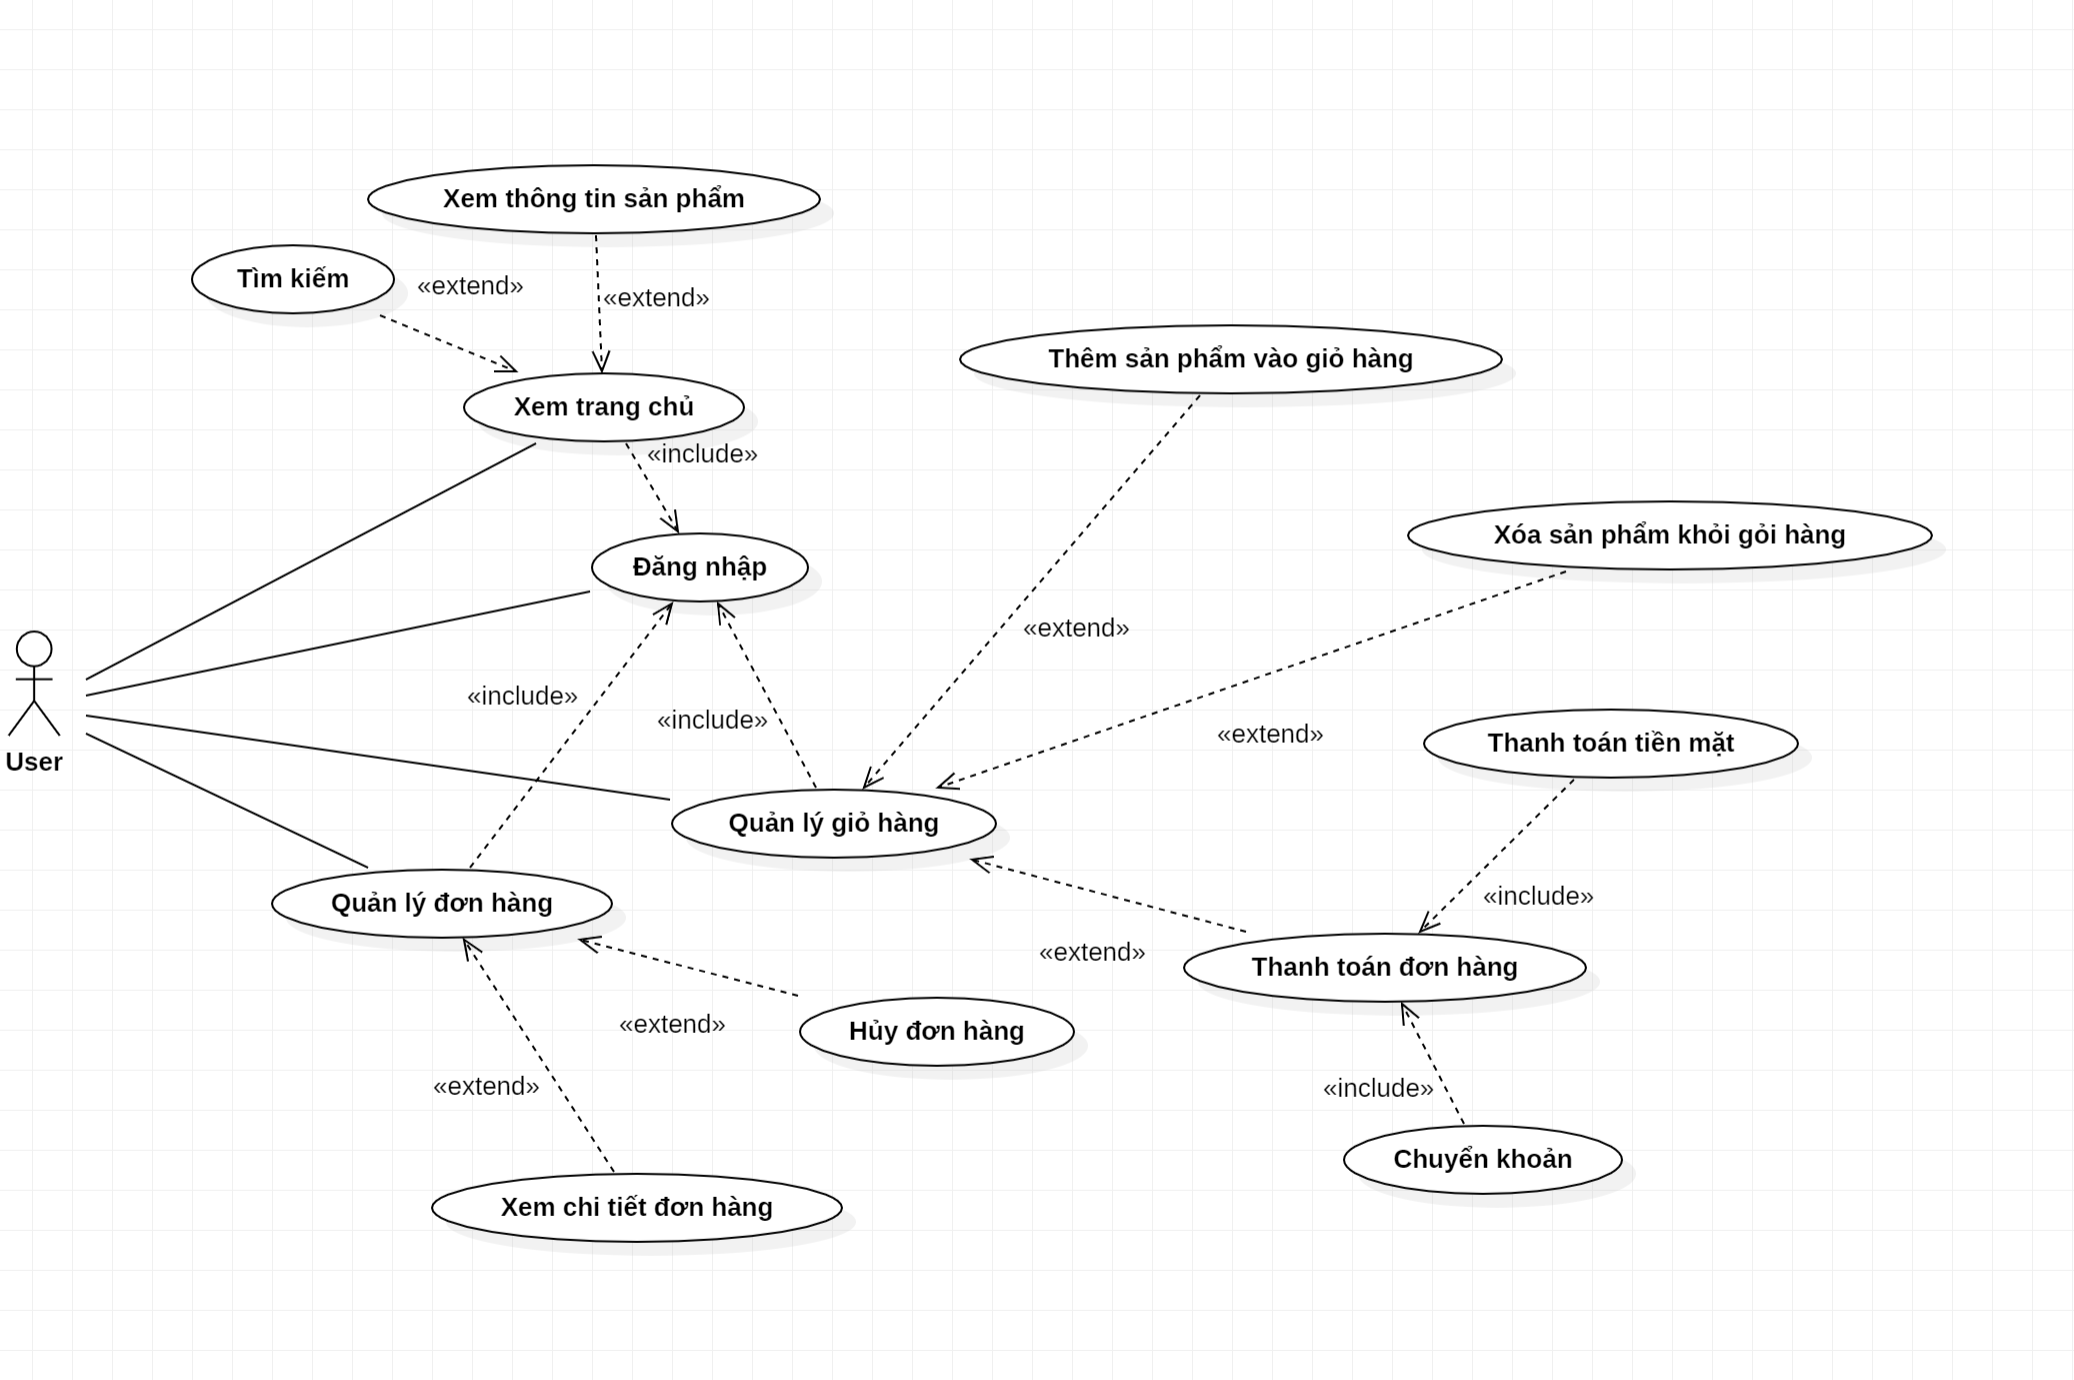 Xem thông tin sản phẩm
Tìm kiếm
«extend»
«extend»
Thêm sản phẩm vào giỏ hàng
Xem trang chủ
«include»
Xóa sản phẩm khỏi gỏi hàng
Đăng nhập
«extend»
«include»
«include»
«extend»
Thanh toán tiền mặt
User
Quản lý giỏ hàng
«include»
Quản lý đơn hàng
«extend»
Thanh toán đơn hàng
«extend»
Hủy đơn hàng
«extend»
«include»
Chuyển khoản
Xem chi tiết đơn hàng